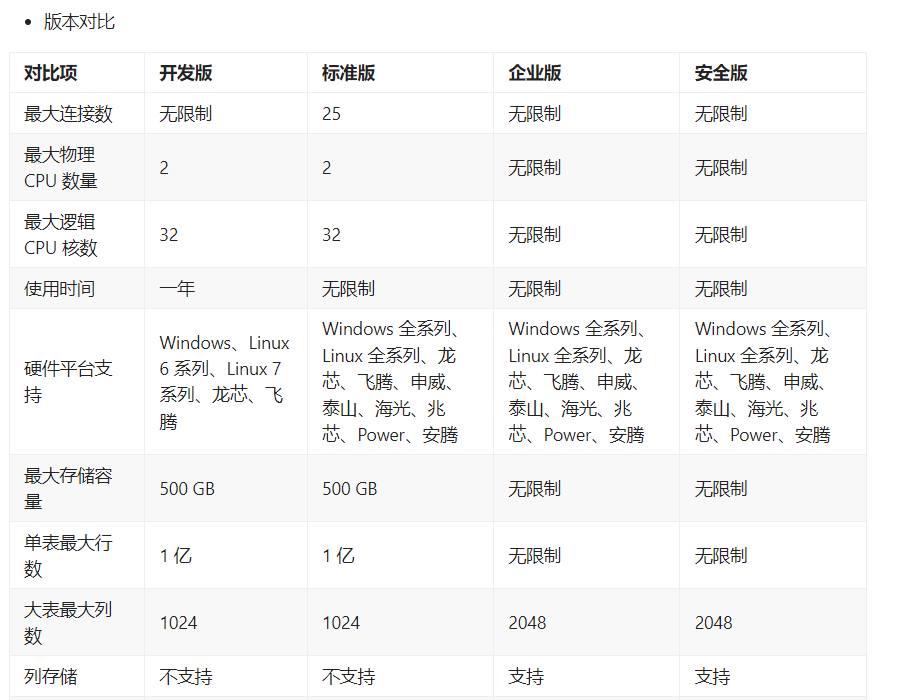 • 版本对比
对比项 开发版 标准版 企业版 安全版
最大连接数 无限制 25 无限制 无限制
最大物理
CPU 数量 2 2 无限制 无限制
最大逻辑
CPU 核数 32 32 无限制 无限制
使用时间 一年 无限制 无限制 无限制
硬件平台支
持
Windows、Linux
6 系列、Linux 7
系列、龙芯、飞
腾
Windows 全系列、
Linux 全系列、龙
芯、飞腾、申威、
泰山、海光、兆
芯、Power、安腾
Windows 全系列、
Linux 全系列、龙
芯、飞腾、申威、
泰山、海光、兆
芯、Power、安腾
Windows 全系列、
Linux 全系列、龙
芯、飞腾、申威、
泰山、海光、兆
芯、Power、安腾
最大存储容
量 500 GB 500 GB 无限制 无限制
单表最大行
数 1 亿 1 亿 无限制 无限制
大表最大列
数 1024 1024 2048 2048
列存储 不支持 不支持 支持 支持